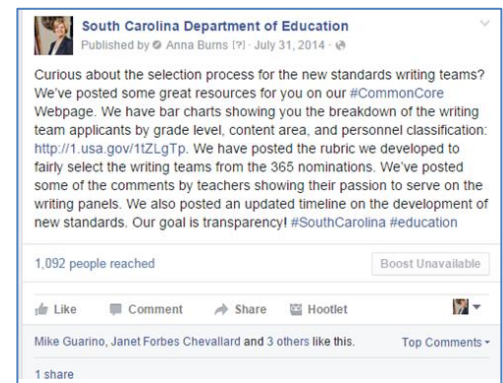 South Carolina Department of Education
Published by Anna Burns [?] · July 31, 2014 ·
Curious about the selection process for the new standards writing teams?
We've posted some great resources for you on our #CommonCore
Webpage. We have bar charts showing you the breakdown of the writing
team applicants by grade level, content area, and personnel classification:
http://1.usa.gov/1tZLgTp. We have posted the rubric we developed to
fairly select the writing teams from the 365 nominations. We've posted
some of the comments by teachers showing their passion to serve on the
writing panels. We also posted an updated timeline on the development of
new standards. Our goal is transparency! #SouthCarolina #education
1,092 people reached Boost Unavailable
Like Comment Share Hootlet
Mike Guarino, Janet Forbes Chevallard and 3 others like this. Top Comments
1 share